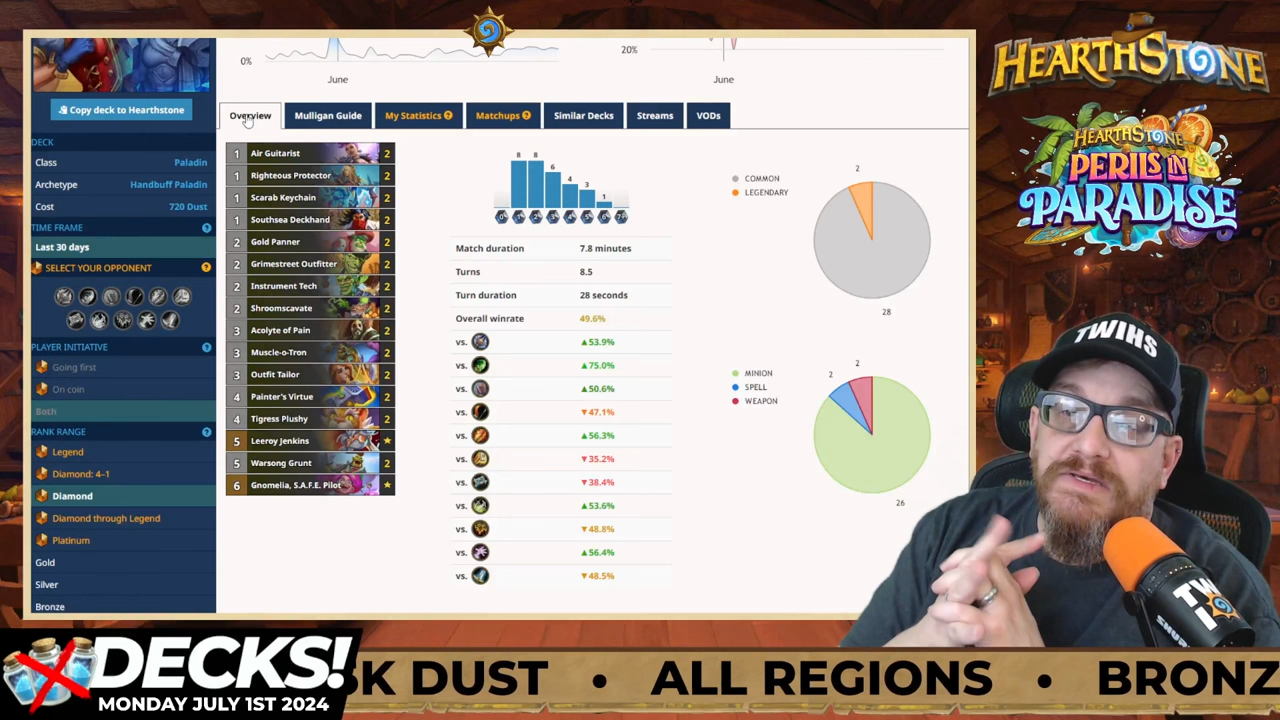 0%
June
20%
June
HEARTHSTONE
HEARTHSTONE
PERILS IN
PARADISE
Copy deck to Hearthstone
DECK
Class Paladin
Archetype Handbuff Paladin
Cost 720 Dust
TIME FRAME ?
Last 30 days
SELECT YOUR OPPONENT ?
PLAYER INITIATIVE ?
Going first
On coin
Both
RANK RANGE ?
Legend
Diamond: 4–1
Diamond
Diamond through Legend
Platinum
Gold
Silver
Bronze
Overview Mulligan Guide My Statistics ? Matchups ? Similar Decks Streams VODs
1 Air Guitarist 2
1 Righteous Protector 2
1 Scarab Keychain 2
1 Southsea Deckhand 2
2 Gold Panner 2
2 Grimestreet Outfitter 2
2 Instrument Tech 2
2 Shroomscavate 2
3 Acolyte of Pain 2
3 Muscle-o-Tron 2
3 Outfit Tailor 2
4 Painter's Virtue 2
4 Tigress Plushy 2
5 Leeroy Jenkins ★
5 Warsong Grunt 2
6 Gnomelia, S.A.F.E. Pilot ★
8 8 6 4 3 1
0 1 2 3 4 5 6 7+
Match duration 7.8 minutes
Turns 8.5
Turn duration 28 seconds
Overall winrate 49.6%
vs. ▲53.9%
vs. ▲75.0%
vs. ▲50.6%
vs. ▼47.1%
vs. ▲56.3%
vs. ▼35.2%
vs. ▼38.4%
vs. ▲53.6%
vs. ▼48.8%
vs. ▲56.4%
vs. ▼48.5%
COMMON
LEGENDARY
2
28
MINION
SPELL
WEAPON
2
2
26
TWIHS
TW
DECKS!
MONDAY JULY 1ST 2024
SK DUST • ALL REGIONS • BRONZ